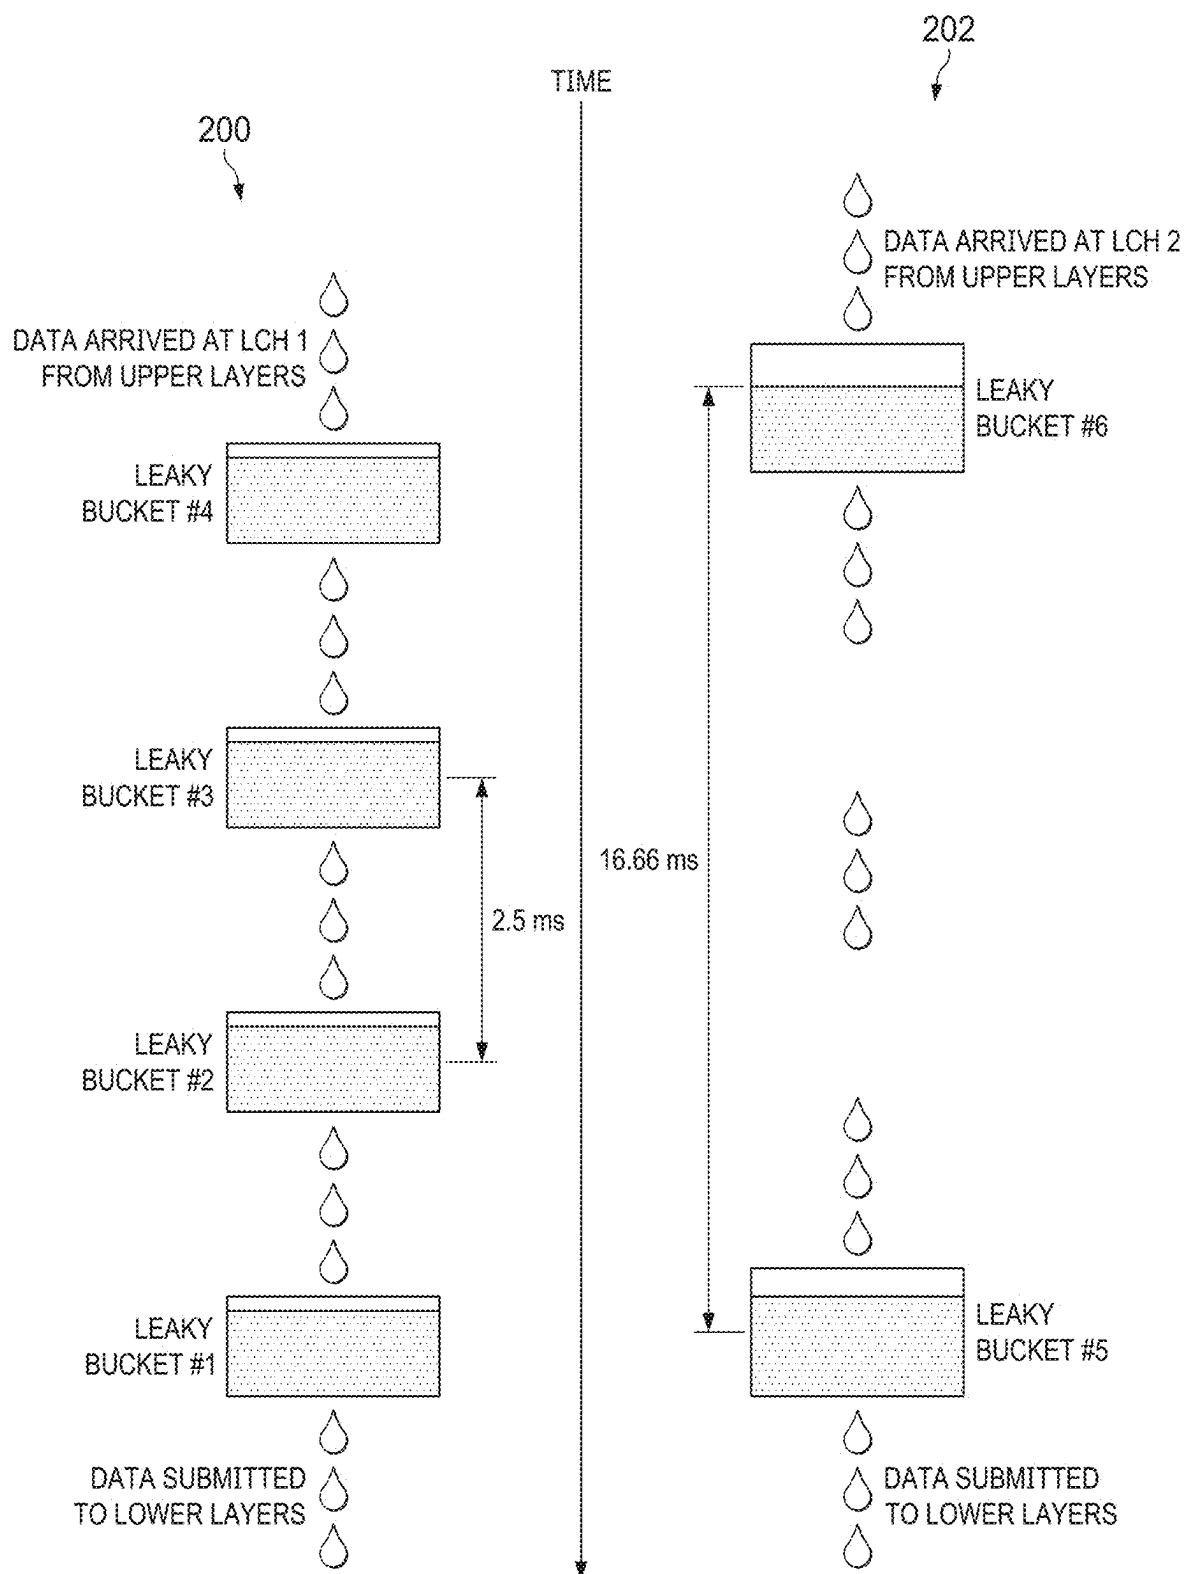 202
TIME
200
DATA ARRIVED AT LCH 2
FROM UPPER LAYERS
DATA ARRIVED AT LCH 1
FROM UPPER LAYERS
LEAKY
BUCKET #6
LEAKY
BUCKET #4
LEAKY
BUCKET #3
16.66 ms
2.5 ms
LEAKY
BUCKET #2
LEAKY
BUCKET #1
LEAKY
BUCKET #5
DATA SUBMITTED
TO LOWER LAYERS
DATA SUBMITTED
TO LOWER LAYERS